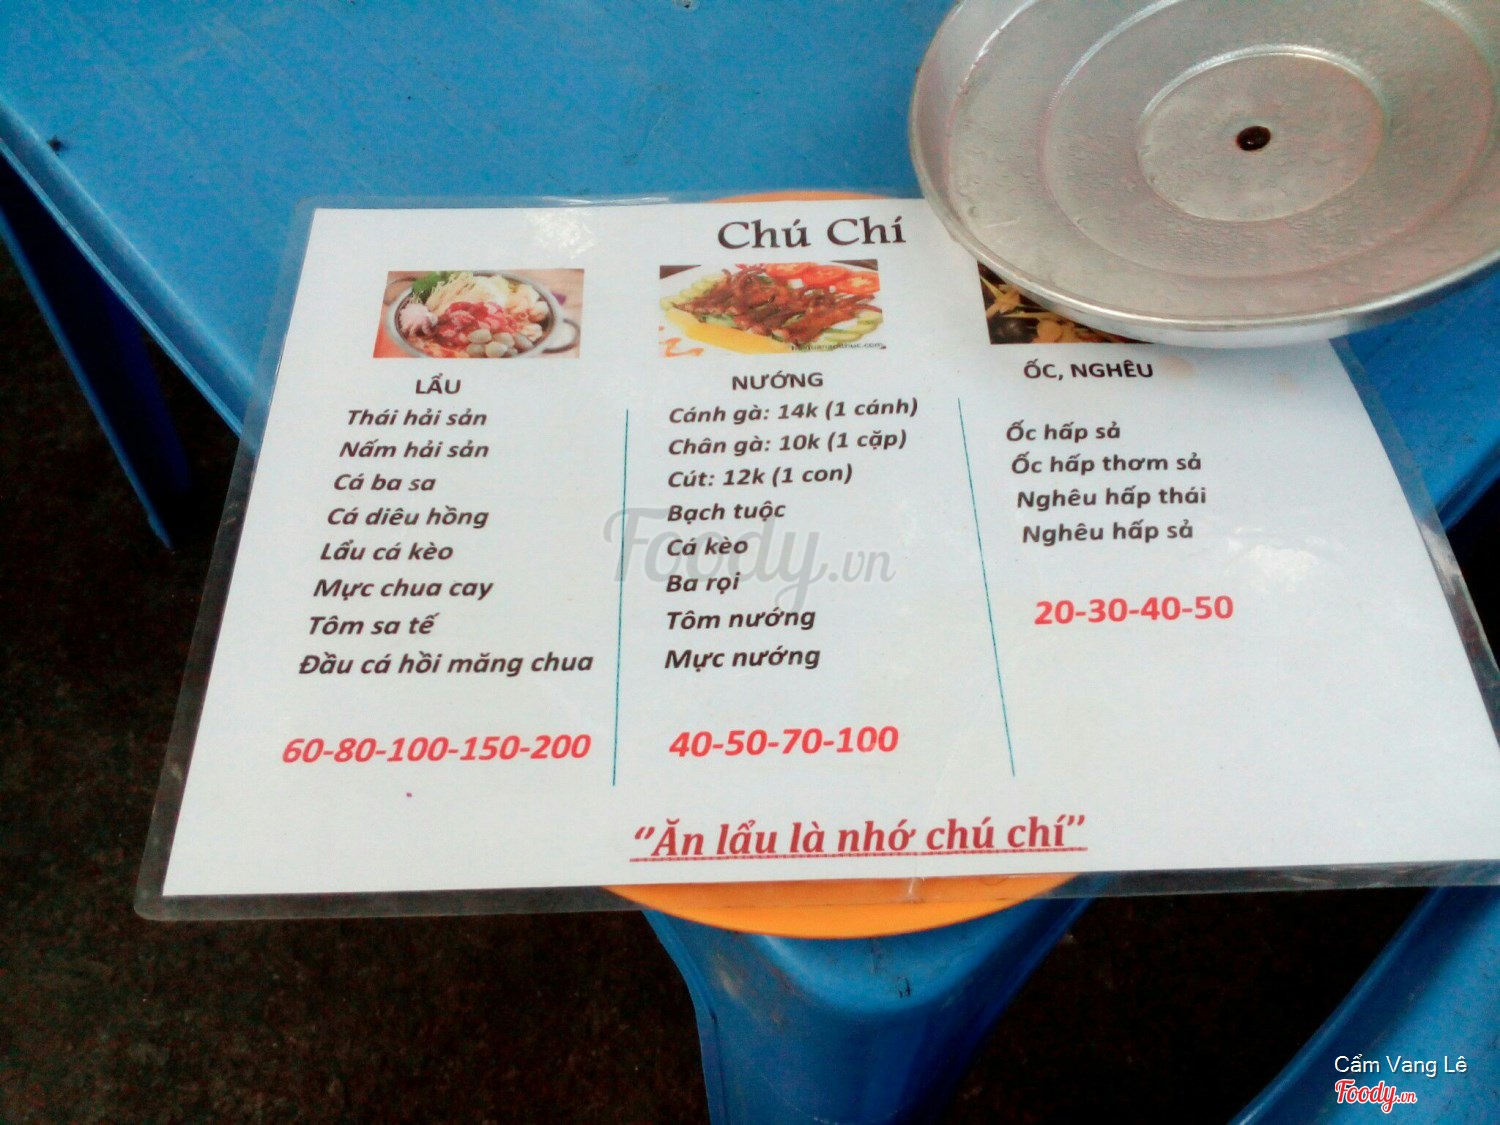 Chú Chí
LẨU
Thái hải sản
Nấm hải sản
Cá ba sa
Cá diêu hồng
Lẩu cá kèo
Mực chua cay
Tôm sa tế
Đầu cá hồi măng chua
60-80-100-150-200
NƯỚNG
Cánh gà: 14k (1 cánh)
Chân gà: 10k (1 cặp)
Cút: 12k (1 con)
Bạch tuộc
Cá kèo
Ba rọi
Tôm nướng
Mực nướng
40-50-70-100
ỐC, NGHÊU
Ốc hấp sả
Ốc hấp thơm sả
Nghêu hấp thái
Nghêu hấp sả
20-30-40-50
“Ăn lẩu là nhớ chú chí”
Foody.vn
Cẩm Vang Lê
Foody.vn